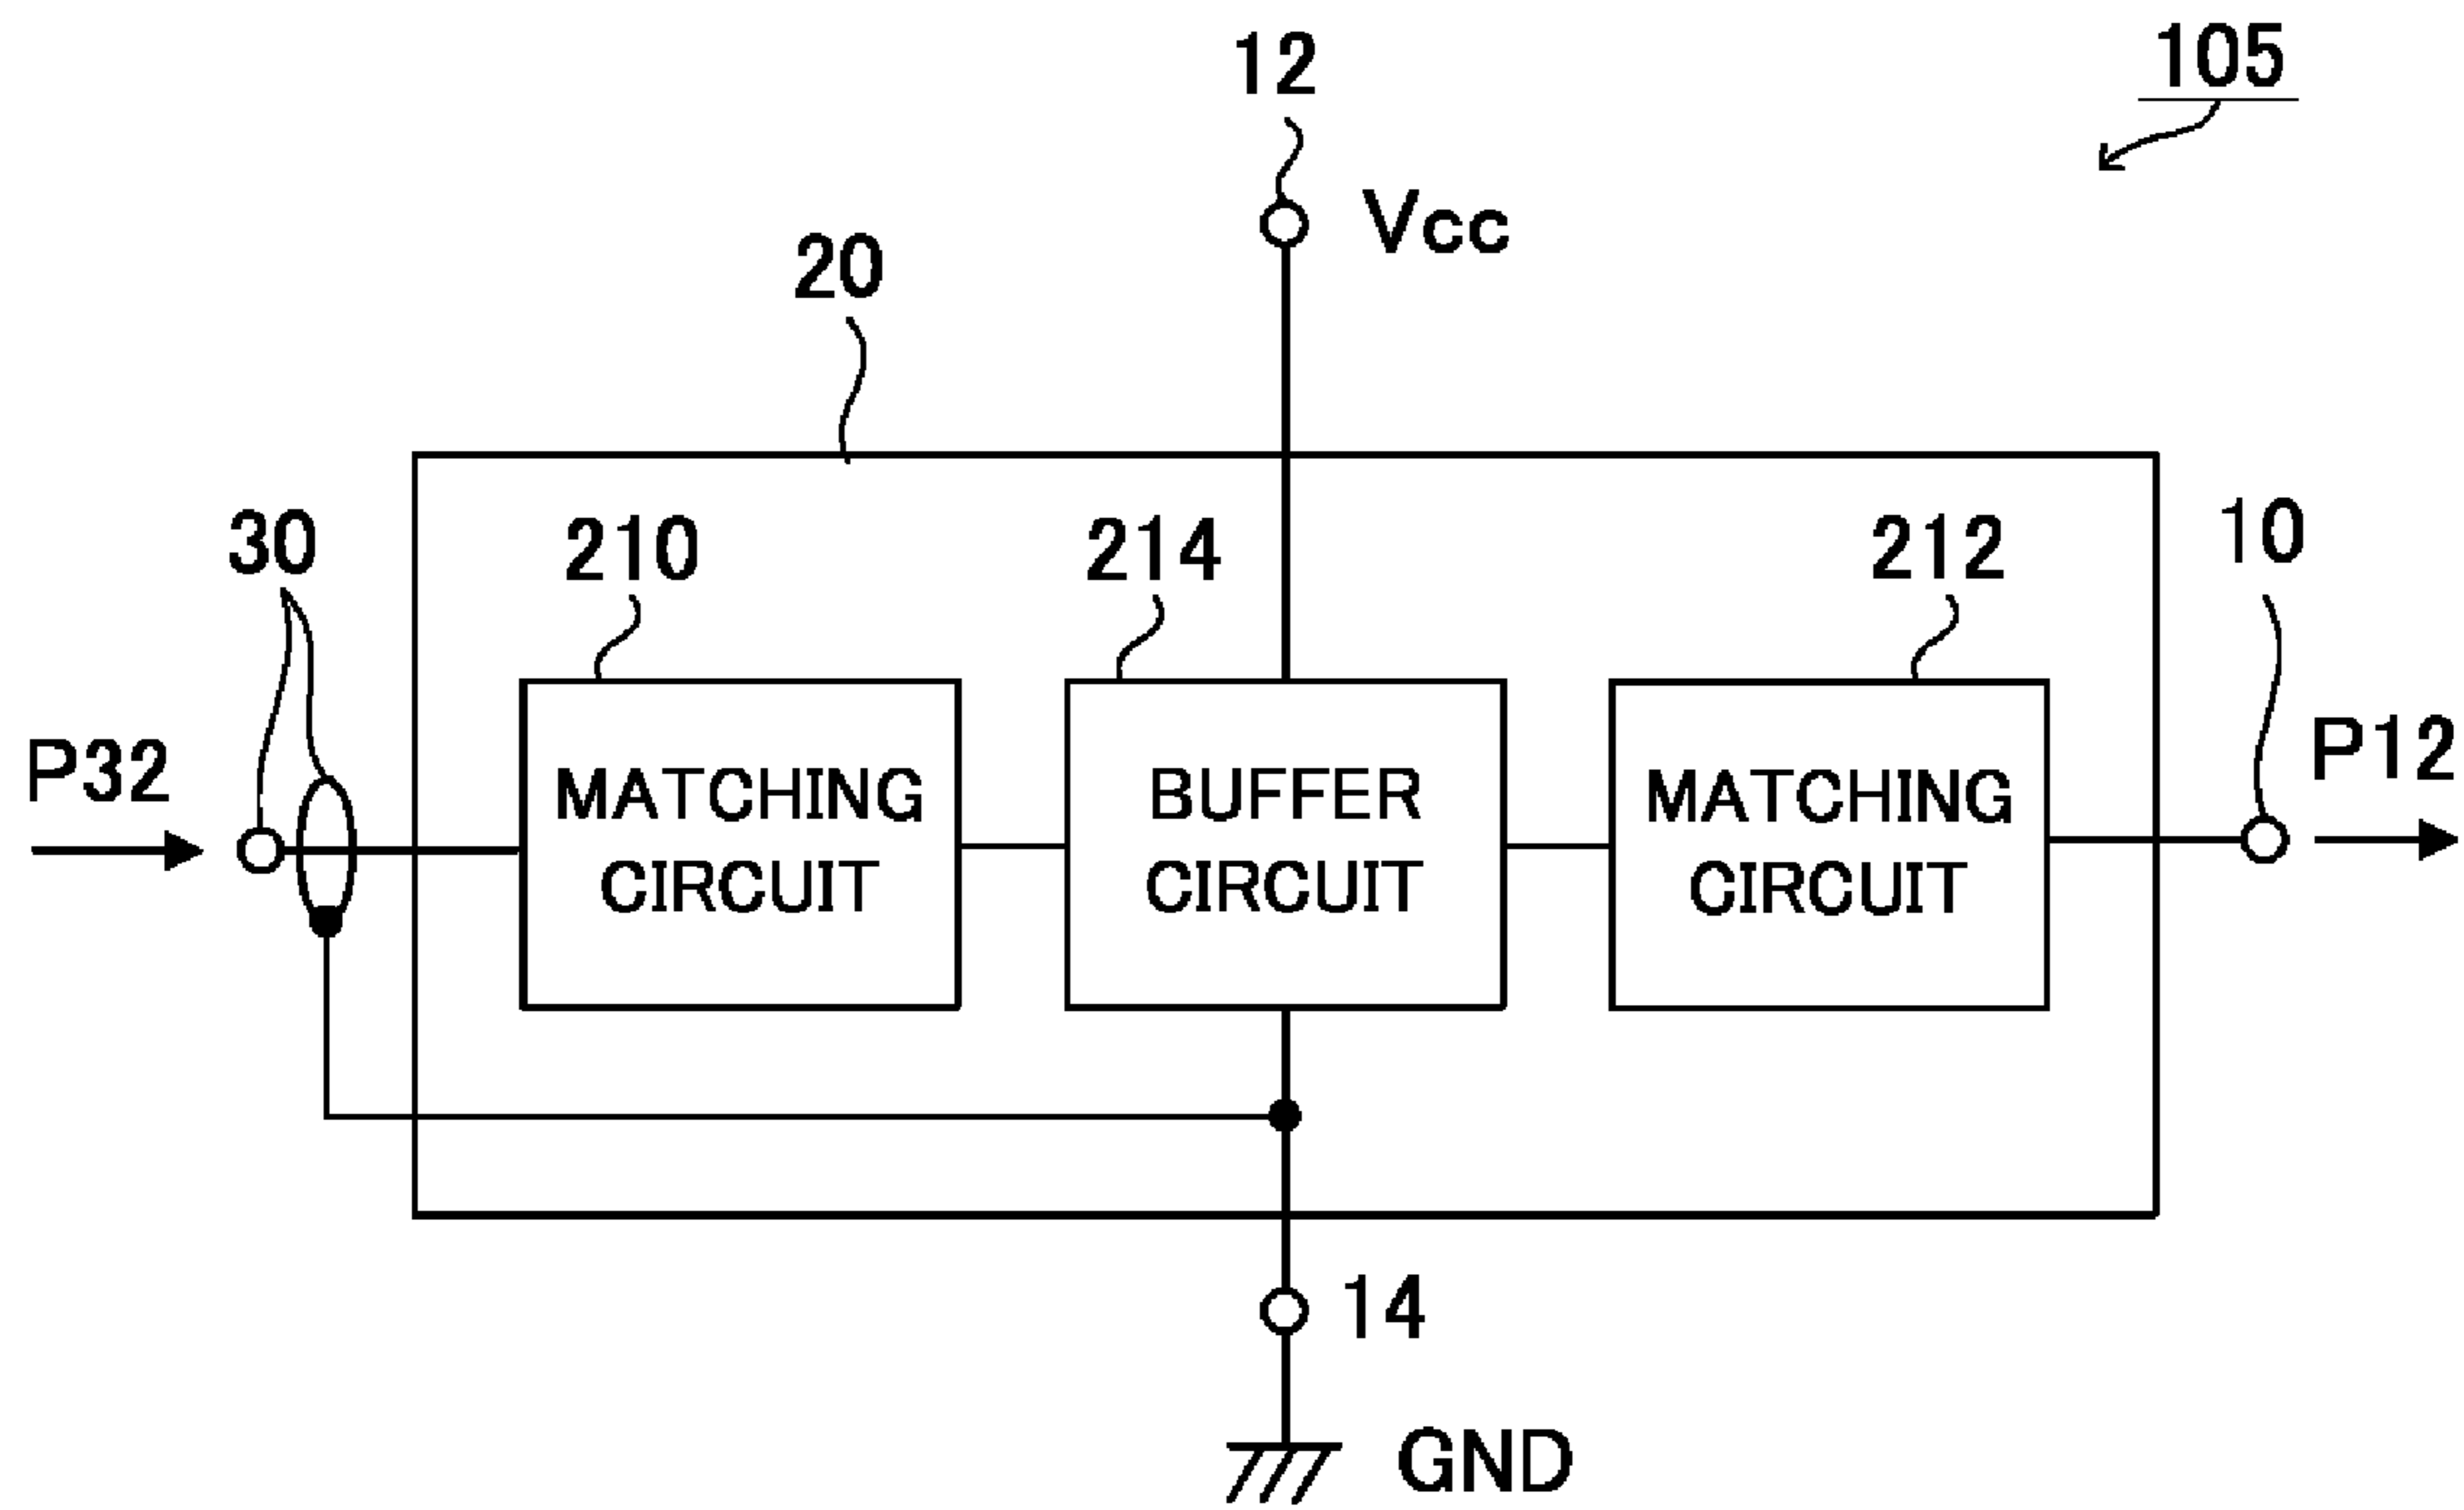 105
12
Vcc
20
30
210
214
212
10
P32
P12
MATCHING
CIRCUIT
BUFFER
CIRCUIT
MATCHING
CIRCUIT
14
GND